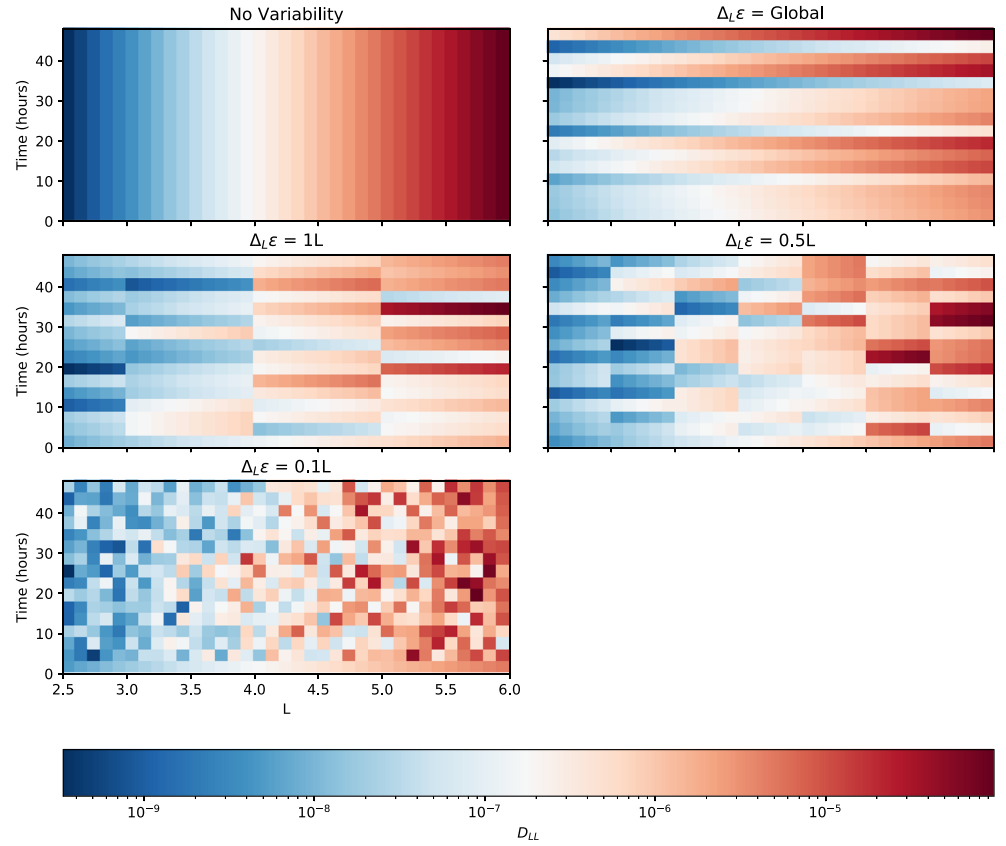 No Variability
Δ_Lε = Global
Time (hours)
40
30
20
10
0
Δ_Lε = 1L
Δ_Lε = 0.5L
Time (hours)
40
30
20
10
0
Δ_Lε = 0.1L
Time (hours)
40
30
20
10
0
2.5 3.0 3.5 4.0 4.5 5.0 5.5 6.0
L
10⁻⁹ 10⁻⁸ 10⁻⁷ 10⁻⁶ 10⁻⁵
D_LL